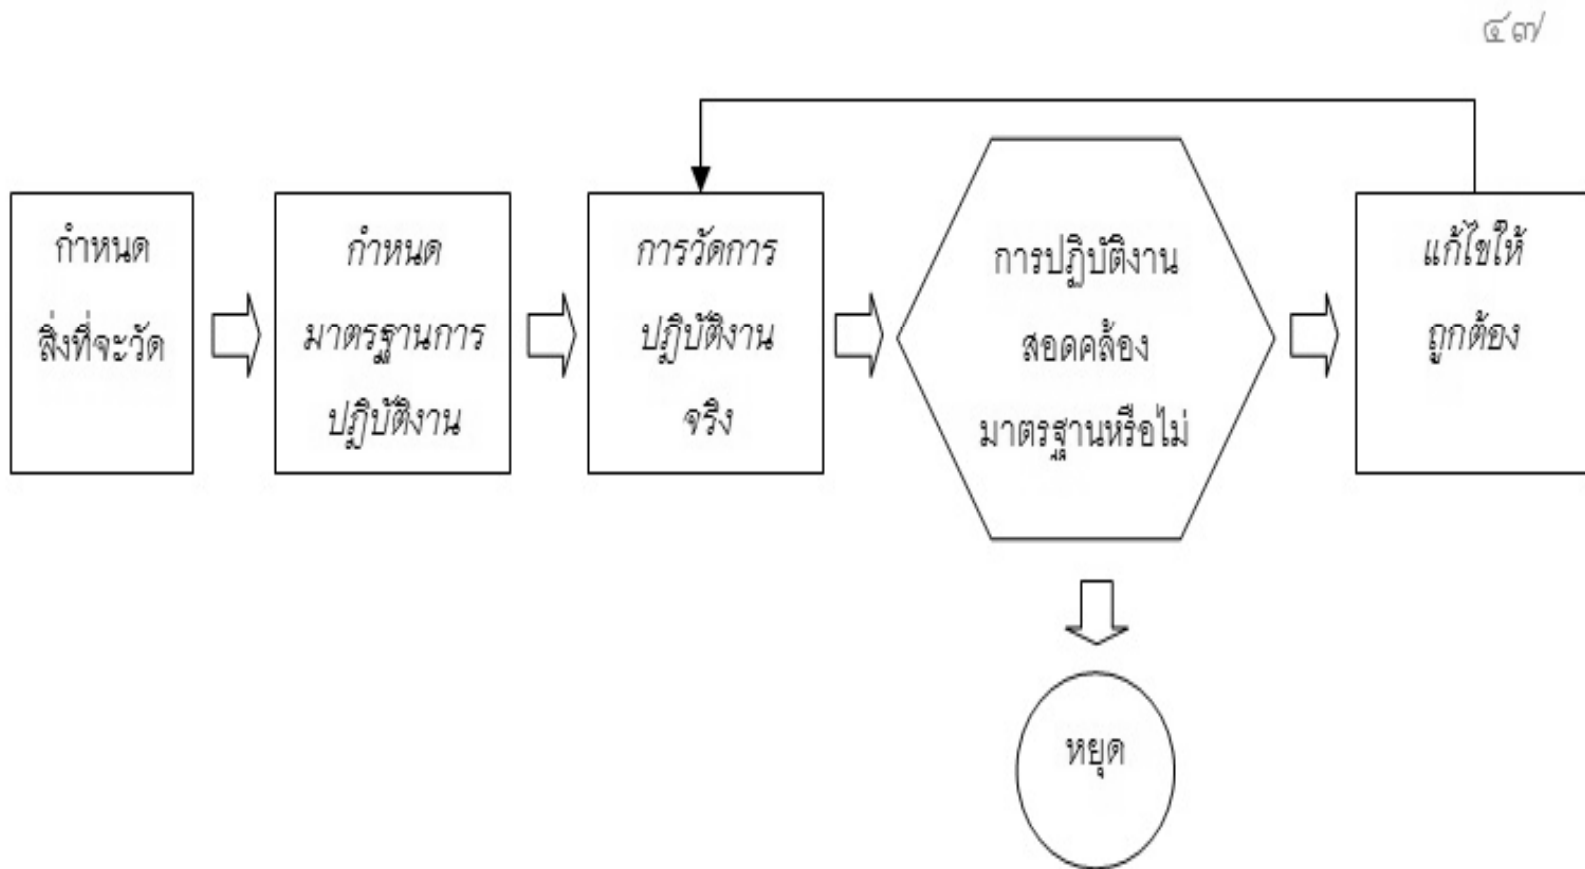 ๔๗
กำหนด
สิ่งที่จะวัด
กำหนด
มาตรฐานการ
ปฏิบัติงาน
การวัดการ
ปฏิบัติงาน
จริง
การปฏิบัติงาน
สอดคล้อง
มาตรฐานหรือไม่
แก้ไขให้
ถูกต้อง
หยุด